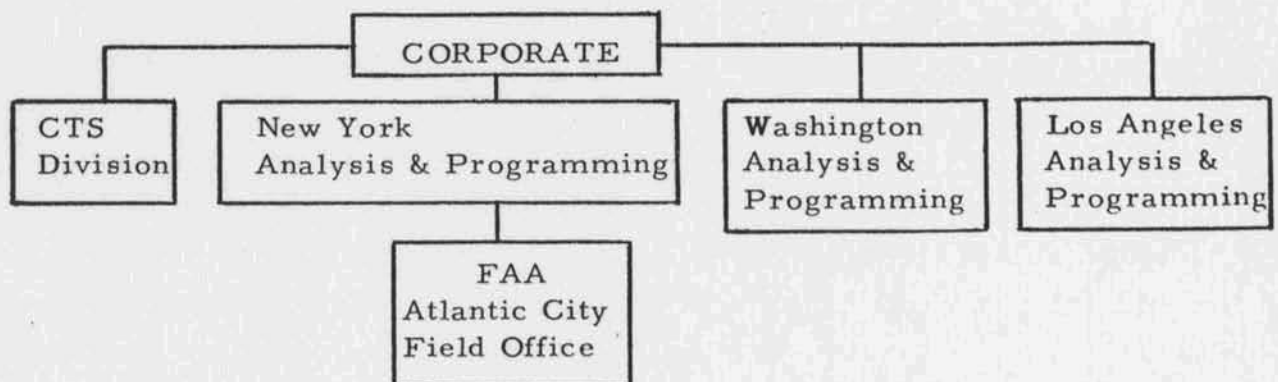 CORPORATE
CTS
Division
New York
Analysis & Programming
Washington
Analysis &
Programming
Los Angeles
Analysis &
Programming
FAA
Atlantic City
Field Office